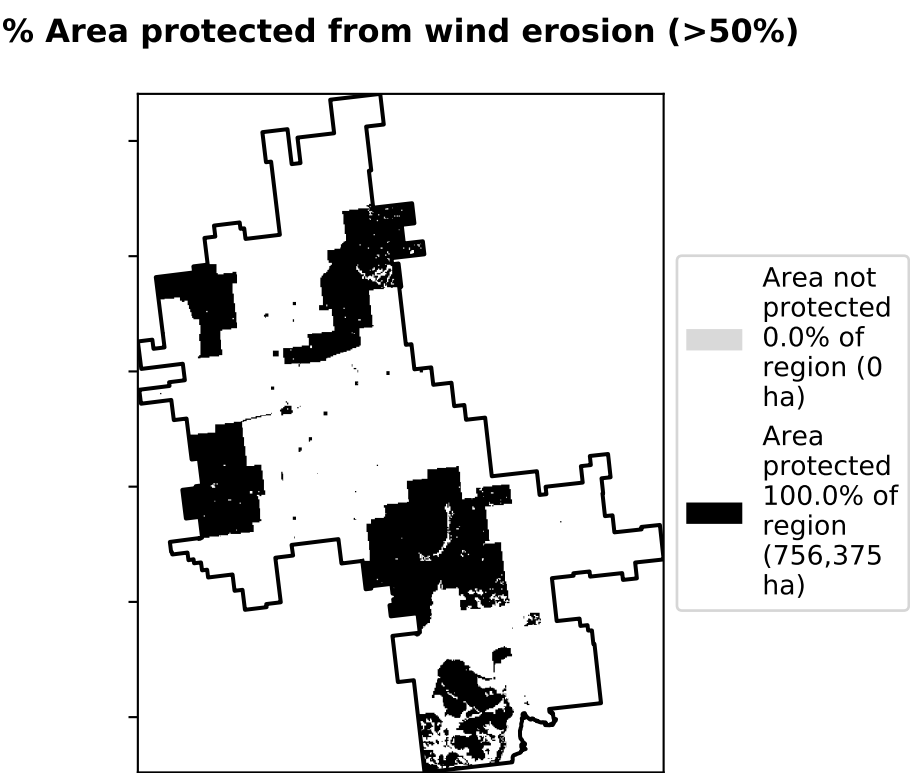 % Area protected from wind erosion (>50%)
Area not
protected
0.0% of
region (0
ha)
Area
protected
100.0% of
region
(756,375
ha)